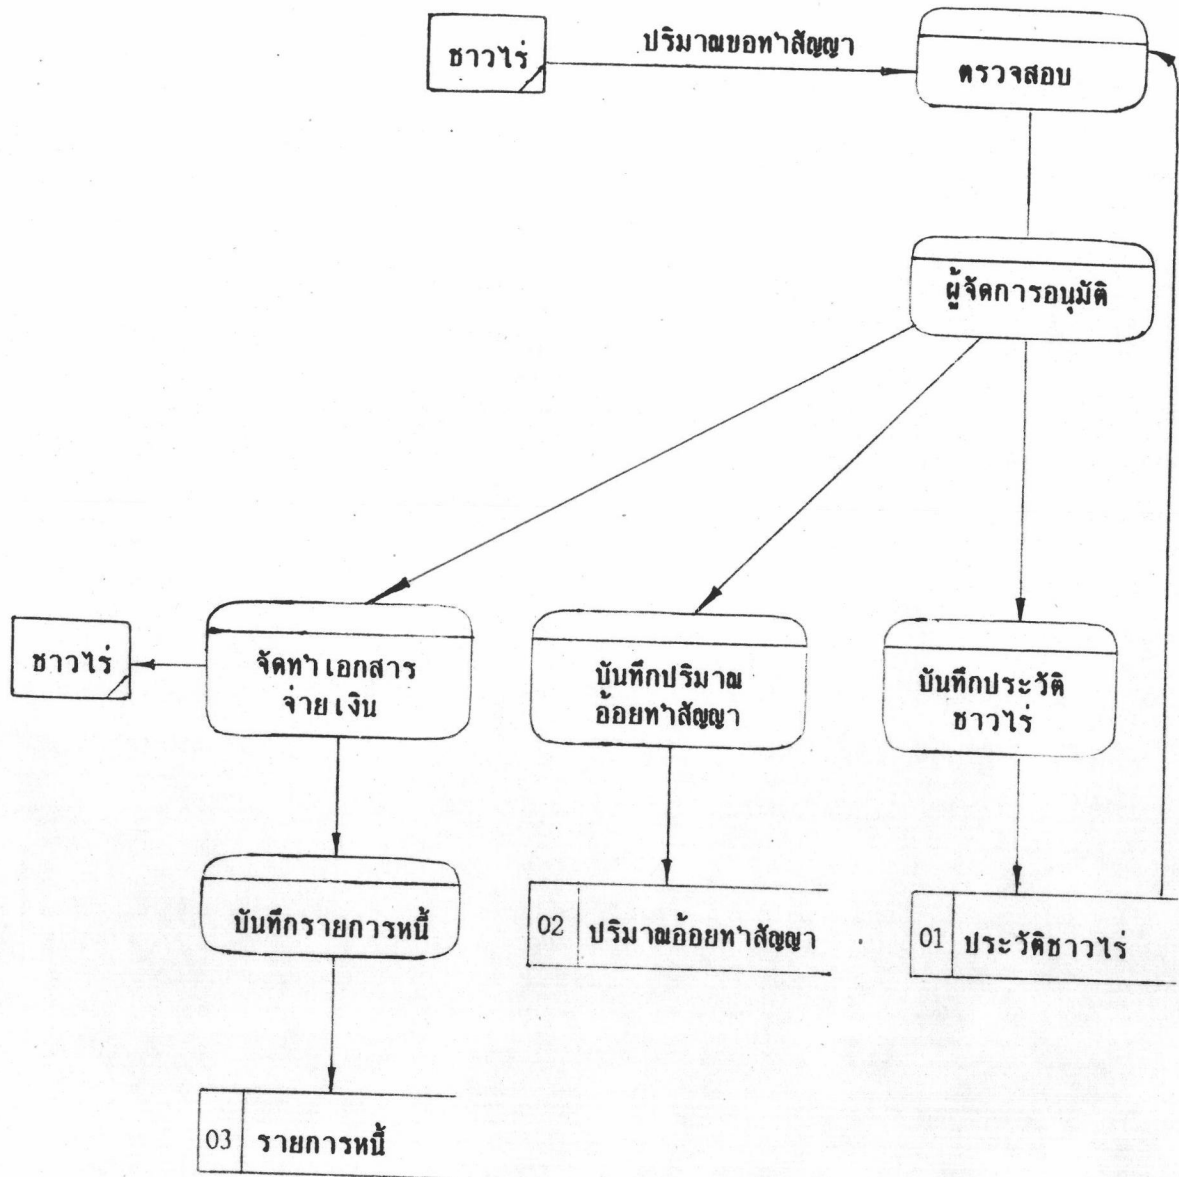 ชาวไร่
ปริมาณขอทำสัญญา
ตรวจสอบ
ผู้จัดการอนุมัติ
ชาวไร่
จัดทำเอกสาร
จ่ายเงิน
บันทึกปริมาณ
อ้อยทำสัญญา
บันทึกประวัติ
ชาวไร่
บันทึกรายการหนี้
02 ปริมาณอ้อยทำสัญญา
01 ประวัติชาวไร่
03 รายการหนี้